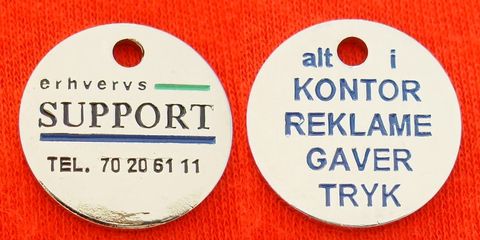 erhvervs
SUPPORT
TEL. 70 20 61 11
alt i
KONTOR
REKLAME
GAVER
TRYK